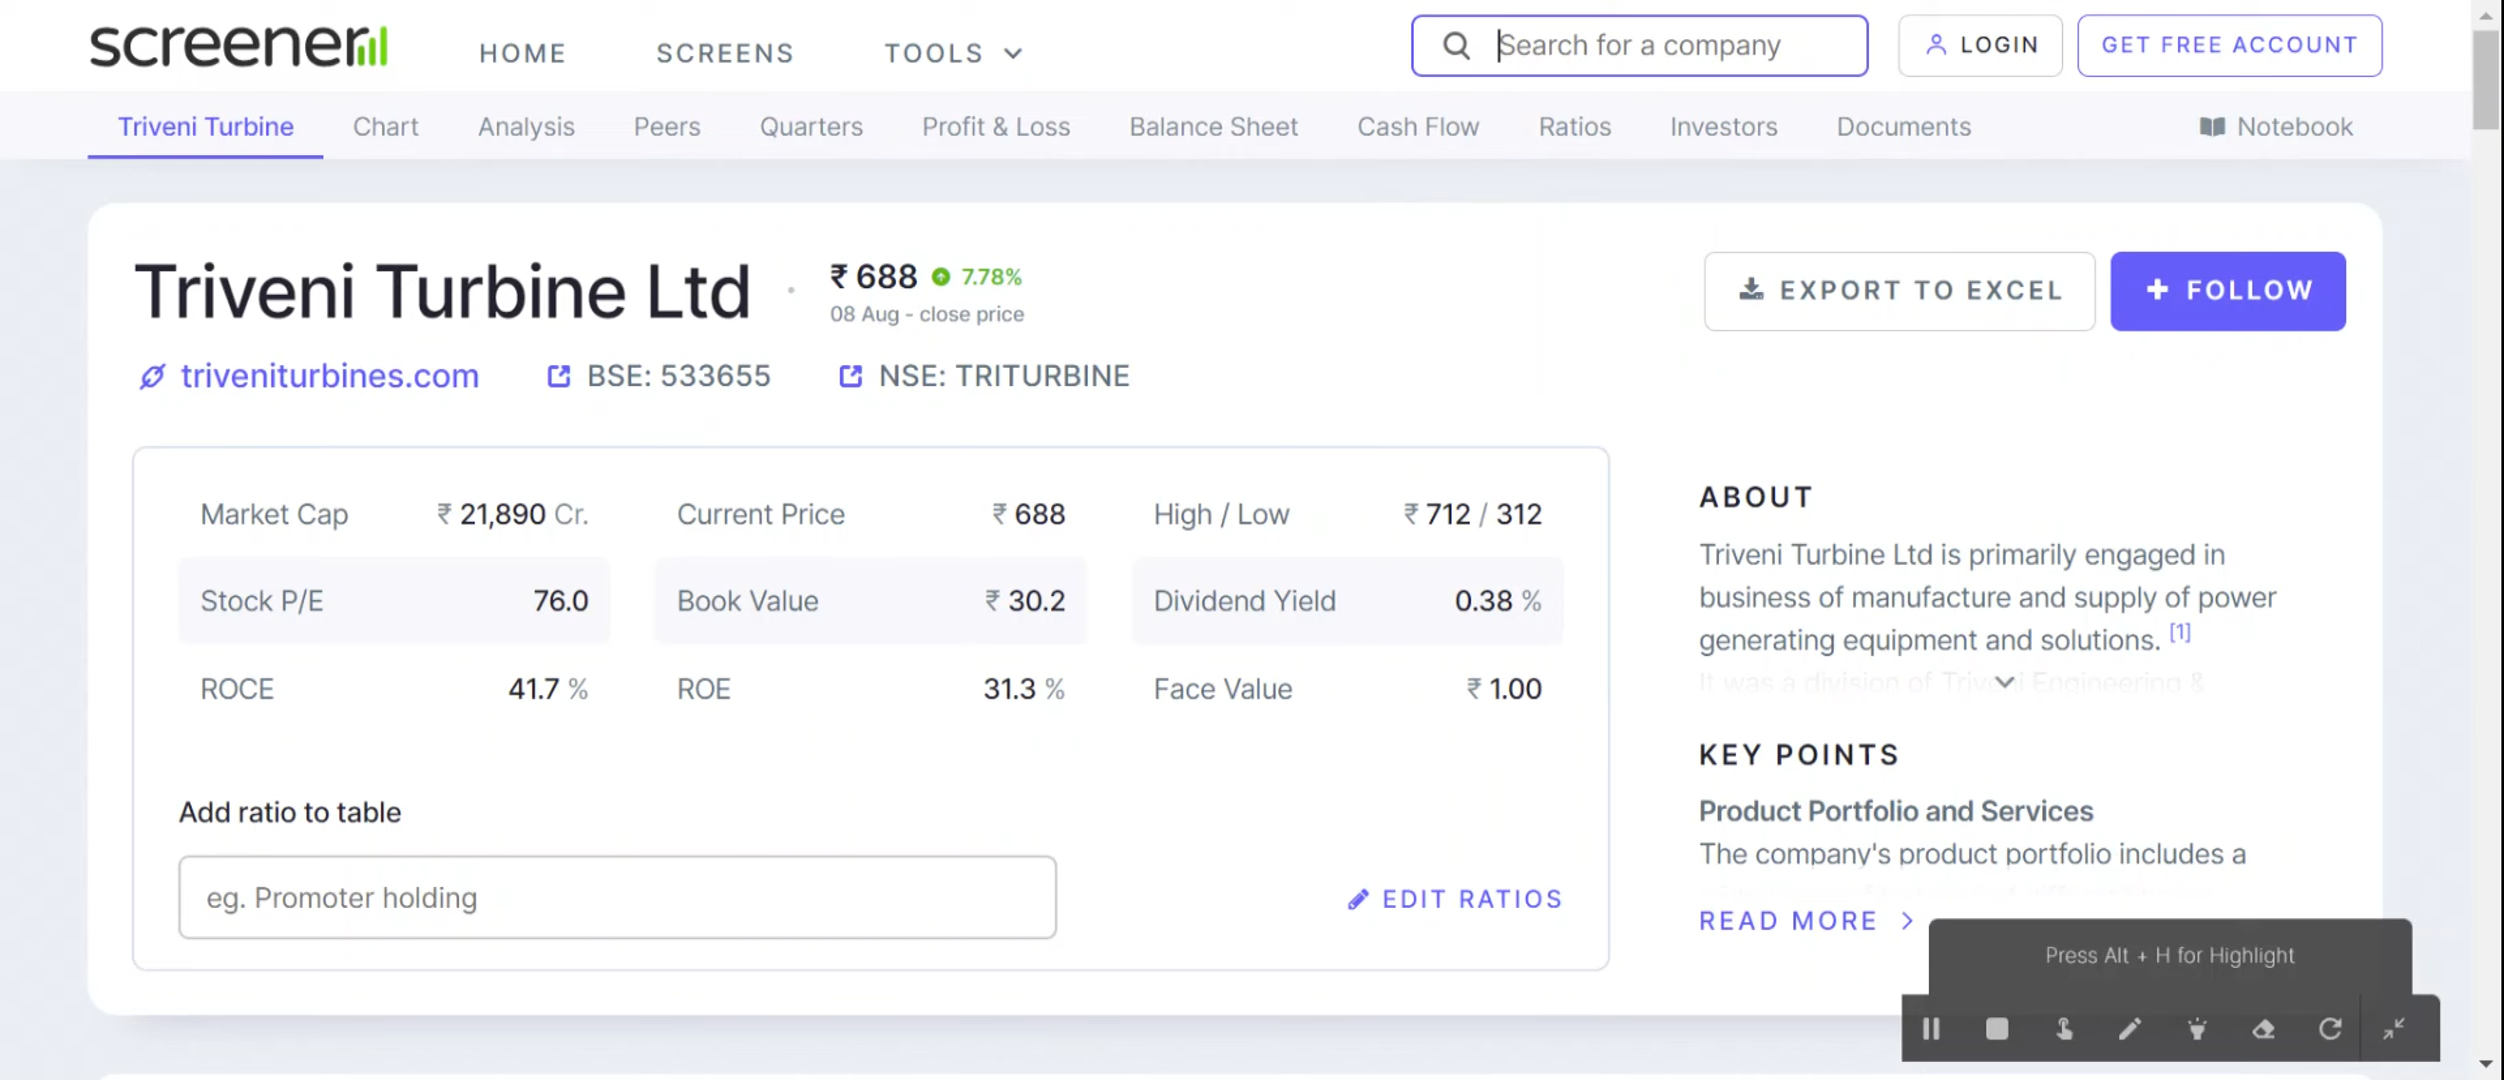 screener
HOME SCREENS TOOLS
Search for a company
LOGIN
GET FREE ACCOUNT
Triveni Turbine Chart Analysis Peers Quarters Profit & Loss Balance Sheet Cash Flow Ratios Investors Documents Notebook
Triveni Turbine Ltd
₹ 688 7.78%
08 Aug - close price
EXPORT TO EXCEL
+ FOLLOW
triveniturbines.com BSE: 533655 NSE: TRITURBINE
Market Cap ₹ 21,890 Cr.
Current Price ₹ 688
High / Low ₹ 712 / 312
Stock P/E 76.0
Book Value ₹ 30.2
Dividend Yield 0.38 %
ROCE 41.7 %
ROE 31.3 %
Face Value ₹ 1.00
Add ratio to table
eg. Promoter holding
EDIT RATIOS
ABOUT
Triveni Turbine Ltd is primarily engaged in
business of manufacture and supply of power
generating equipment and solutions. [1]
It was a division of Triveni Engineering &
KEY POINTS
Product Portfolio and Services
The company's product portfolio includes a
READ MORE
Press Alt + H for Highlight